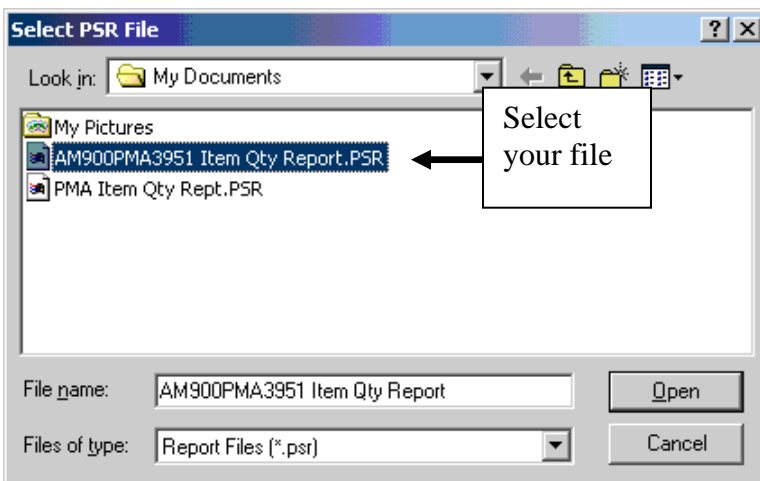 Select PSR File
Look in: My Documents
My Pictures
AM900PMA3951 Item Qty Report.PSR
PMA Item Qty Rept.PSR
Select
your file
File name: AM900PMA3951 Item Qty Report Open
Files of type: Report Files (*.psr) Cancel